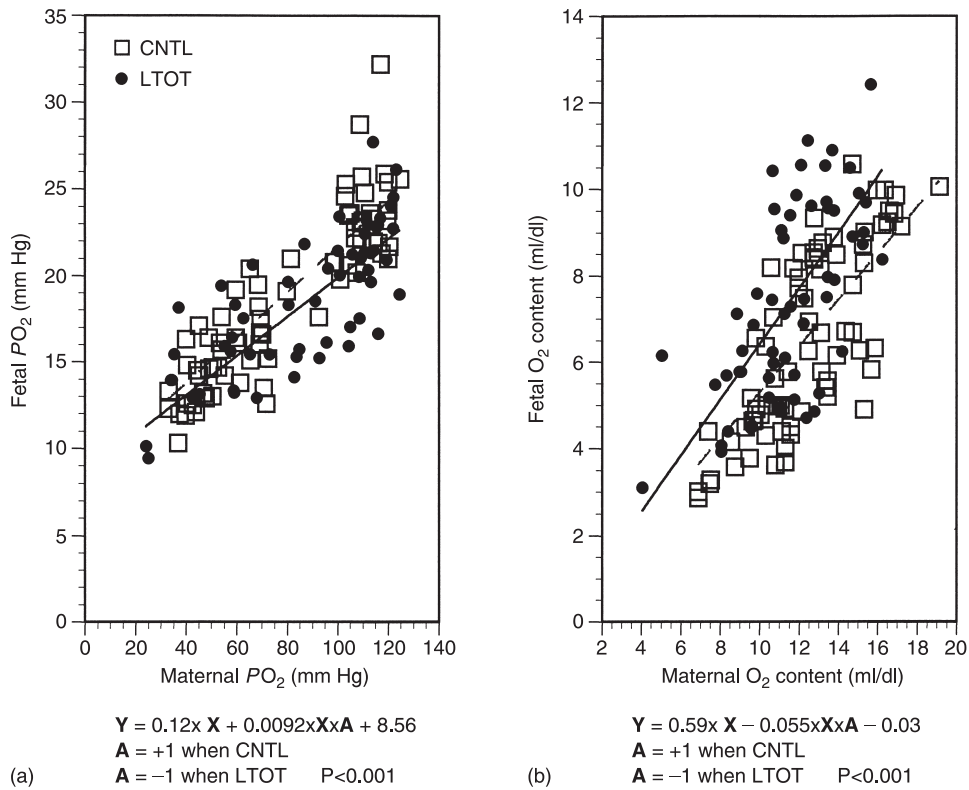 35
30
25
20
15
10
5
0
CNTL
LTOT
Fetal PO2 (mm Hg)
0 20 40 60 80 100 120 140
Maternal PO2 (mm Hg)
Y = 0.12x X + 0.0092xXxA + 8.56
A = +1 when CNTL
(a) A = −1 when LTOT P<0.001
14
12
10
8
6
4
2
0
Fetal O2 content (ml/dl)
2 4 6 8 10 12 14 16 18 20
Maternal O2 content (ml/dl)
Y = 0.59x X − 0.055xXxA − 0.03
A = +1 when CNTL
(b) A = −1 when LTOT P<0.001